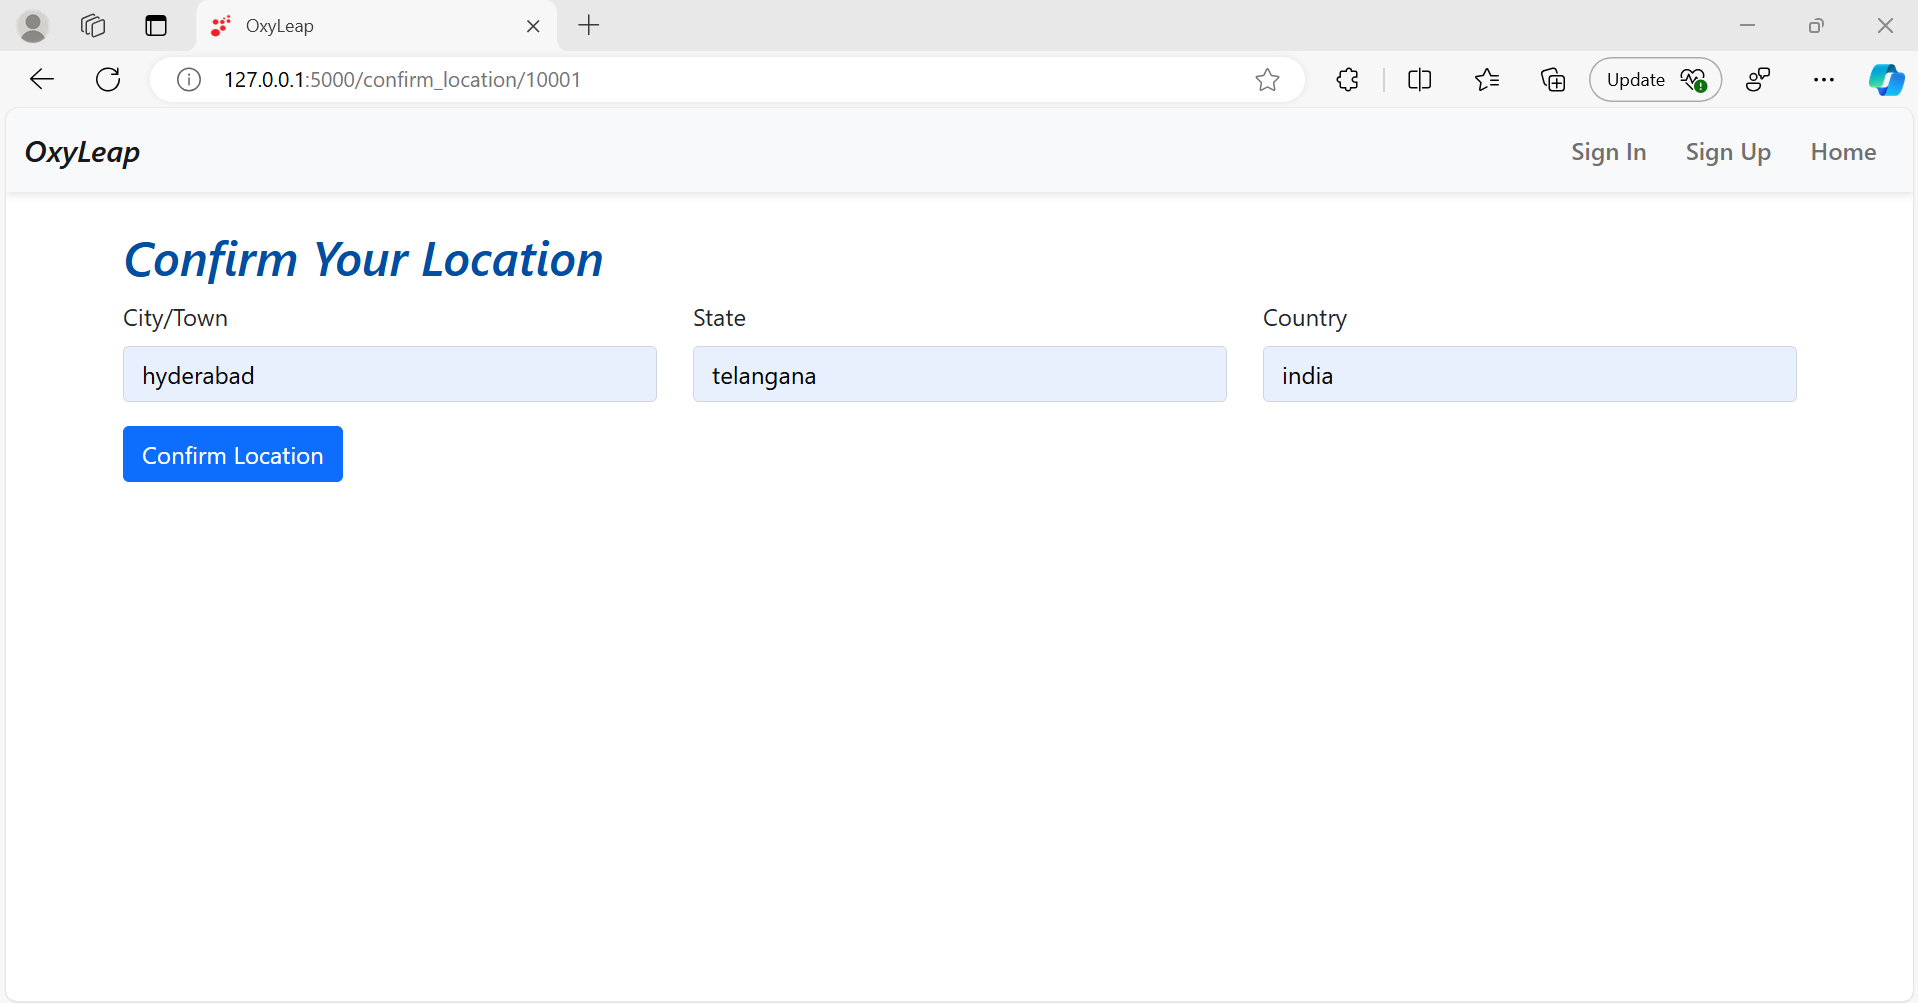 OxyLeap
127.0.0.1:5000/confirm_location/10001
Update
OxyLeap
Sign In
Sign Up
Home
Confirm Your Location
City/Town
State
Country
hyderabad
telangana
india
Confirm Location